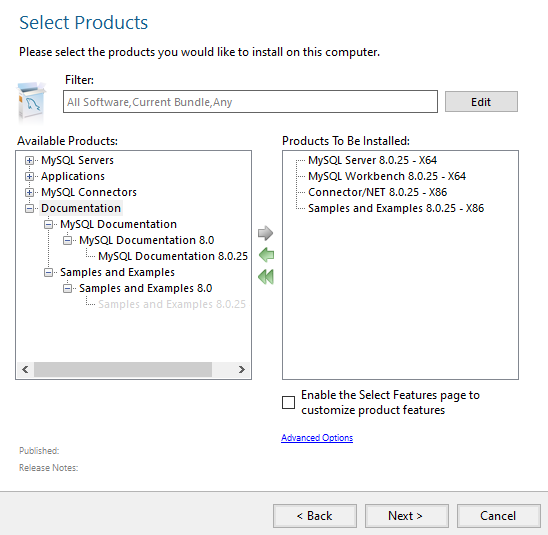 Select Products
Please select the products you would like to install on this computer.
Filter:
All Software,Current Bundle,Any
Edit
Available Products:
MySQL Servers
Applications
MySQL Connectors
Documentation
MySQL Documentation
MySQL Documentation 8.0
MySQL Documentation 8.0.25
Samples and Examples
Samples and Examples 8.0
Samples and Examples 8.0.25
Products To Be Installed:
MySQL Server 8.0.25 - X64
MySQL Workbench 8.0.25 - X64
Connector/NET 8.0.25 - X86
Samples and Examples 8.0.25 - X86
Enable the Select Features page to
customize product features
Advanced Options
Published:
Release Notes:
< Back
Next >
Cancel